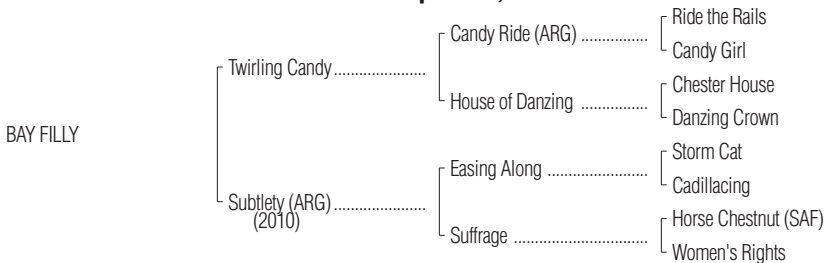 Ride the Rails
Candy Ride (ARG) ................
Candy Girl
Twirling Candy.......................
Chester House
House of Danzing ................
Danzing Crown
BAY FILLY
Storm Cat
Easing Along ........................
Cadillacing
Subtlety (ARG).......................
(2010)
Horse Chestnut (SAF)
Suffrage ................................
Women's Rights